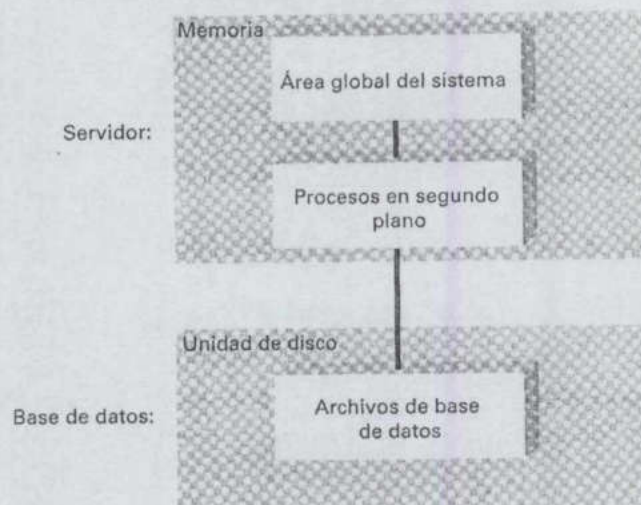 Memoria
Área global del sistema
Servidor:
Procesos en segundo
plano
Unidad de disco
Base de datos:
Archivos de base
de datos